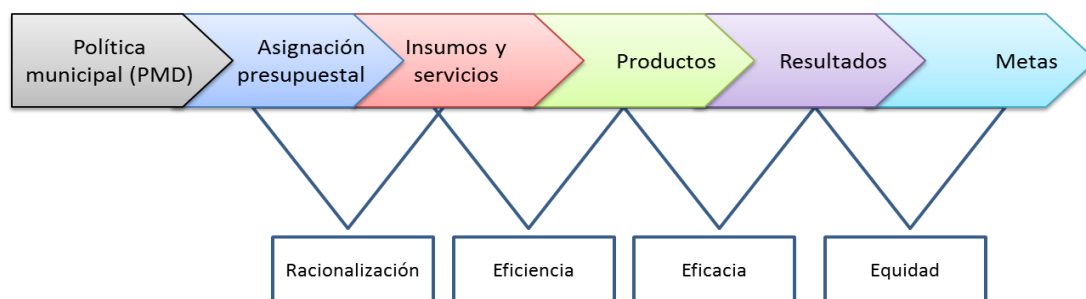 Política
municipal (PMD)
Asignación
presupuestal
Insumos y
servicios
Productos
Resultados
Metas
Racionalización
Eficiencia
Eficacia
Equidad